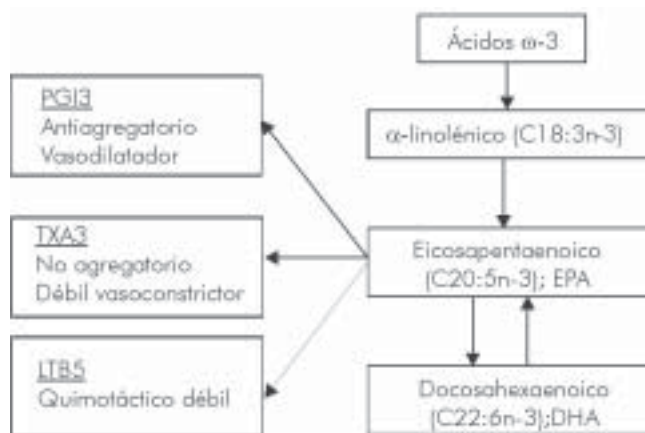 Ácidos ω-3
PGI3
Antiagregatorio
Vasodilatador
α-linolénico (C18:3n-3)
TXA3
No agregatorio
Débil vasoconstrictor
Eicosapentaenoico
(C20:5n-3); EPA
LTB5
Quimotáctico débil
Docosahexaenoico
(C22:6n-3);DHA